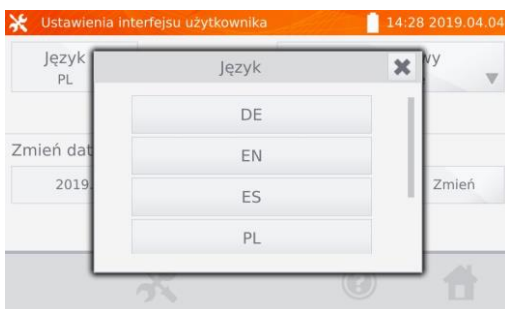 Ustawienia interfejsu użytkownika 14:28 2019.04.04
Język
PL
wy
Język
DE
EN
ES
PL
Zmień dat
2019.
Zmień